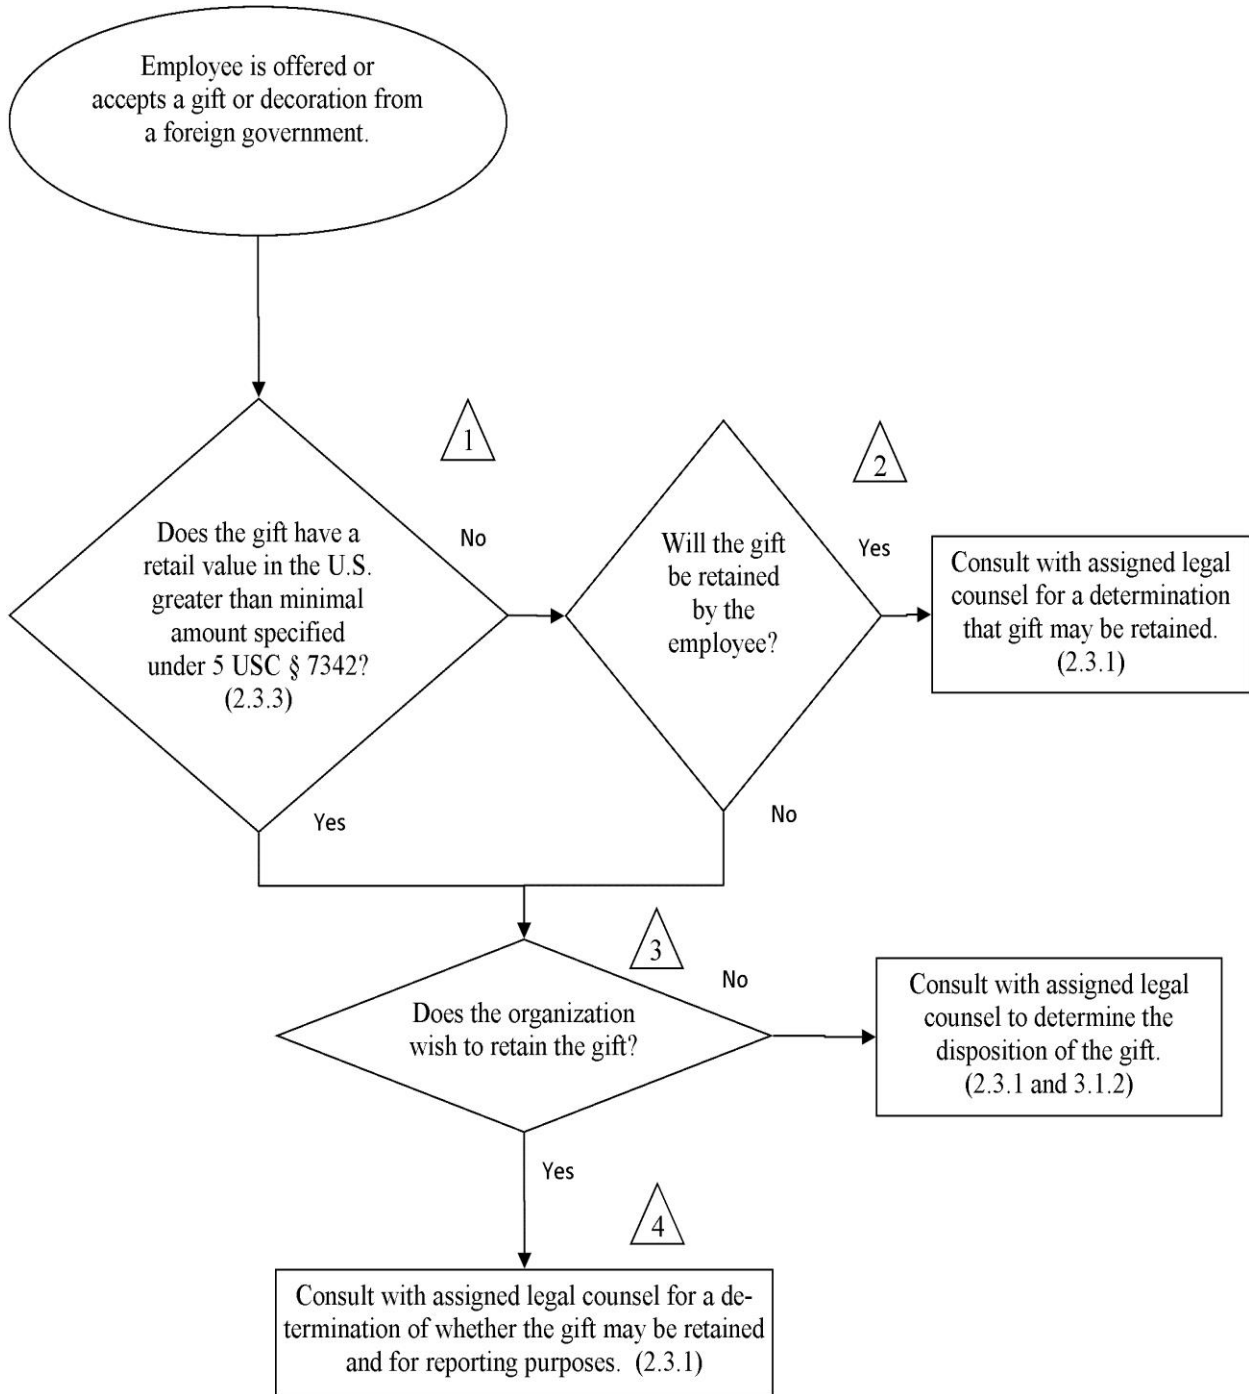 Employee is offered or
accepts a gift or decoration from
a foreign government.
1
No
Does the gift have a
retail value in the U.S.
greater than minimal
amount specified
under 5 USC § 7342?
(2.3.3)
Yes
2
Yes
Will the gift
be retained
by the
employee?
No
Consult with assigned legal
counsel for a determination
that gift may be retained.
(2.3.1)
3
No
Does the organization
wish to retain the gift?
Yes
Consult with assigned legal
counsel to determine the
disposition of the gift.
(2.3.1 and 3.1.2)
4
Consult with assigned legal counsel for a de-
termination of whether the gift may be retained
and for reporting purposes.  (2.3.1)